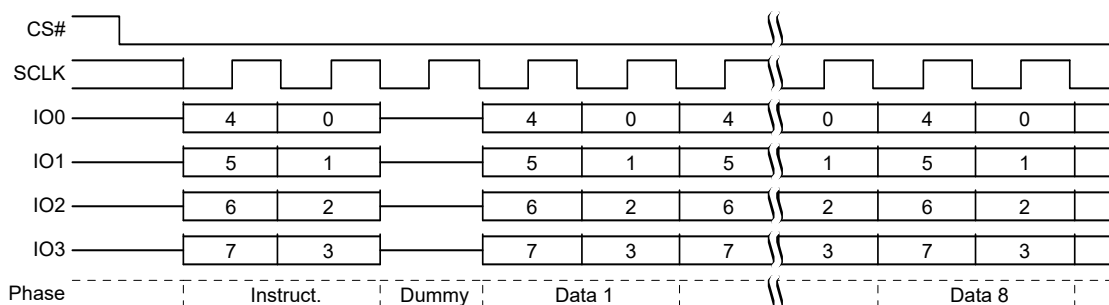 CS#
SCLK
IO0 4 0 4 0 4 0 4 0
IO1 5 1 5 1 5 1 5 1
IO2 6 2 6 2 6 2 6 2
IO3 7 3 7 3 7 3 7 3
Phase Instruct. Dummy Data 1 Data 8